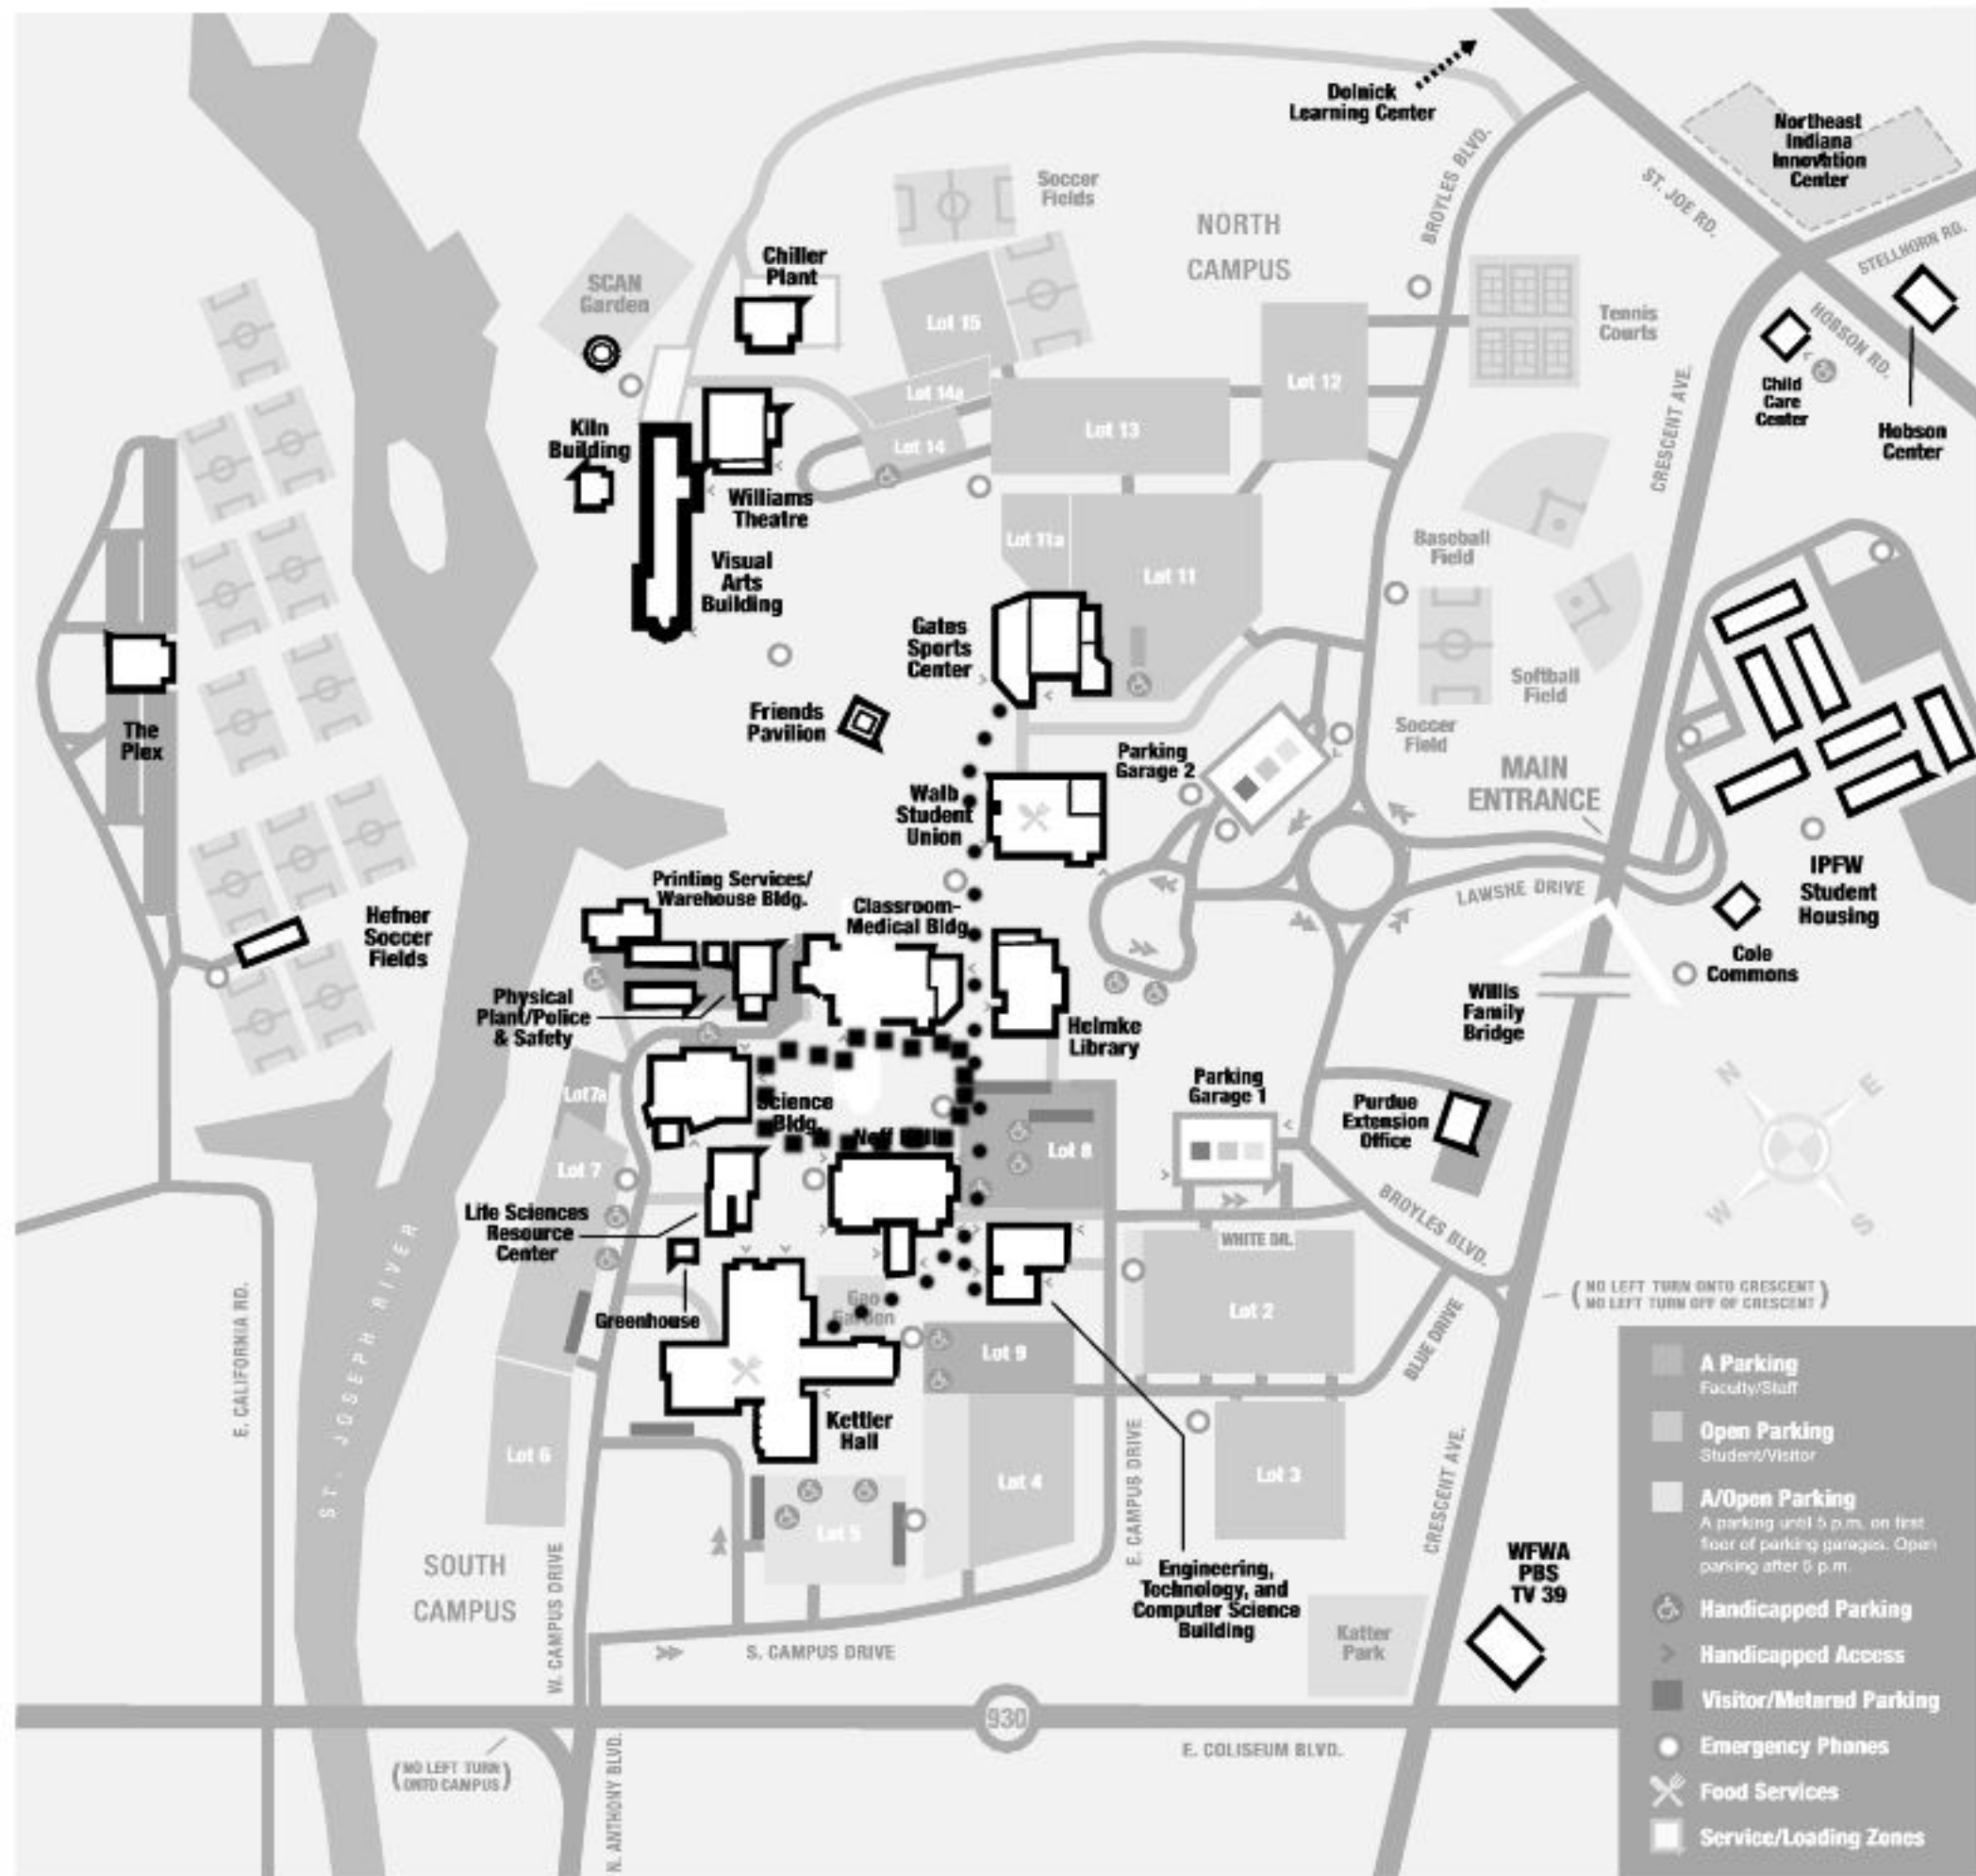 Dolnick
Learning Center
Northeast
Indiana
Innovation
Center
BROYLES BLVD.
ST. JOE RD.
STELLHORN RD.
HOBSON RD.
Soccer
Fields
NORTH
CAMPUS
Chiller
Plant
SCAN
Garden
Lot 15
Tennis
Courts
Child
Care
Center
Hobson
Center
CRESCENT AVE.
Lot 14a
Lot 12
Kiln
Building
Lot 14
Lot 13
Williams
Theatre
Lot 11a
Baseball
Field
Visual
Arts
Building
Lot 11
Gates
Sports
Center
Softball
Field
The
Plex
Friends
Pavilion
Soccer
Field
Parking
Garage 2
MAIN
ENTRANCE
Walb
Student
Union
IPFW
Student
Housing
LAWSHE DRIVE
Printing Services/
Warehouse Bldg.
Classroom-
Medical Bldg.
Hefner
Soccer
Fields
Cole
Commons
Physical
Plant/Police
& Safety
Willis
Family
Bridge
Helmke
Library
N
E
W
S
Lot7a
Science
Bldg.
Parking
Garage 1
Purdue
Extension
Office
Lot 8
Lot 7
Life Sciences
Resource
Center
BROYLES BLVD.
WHITE DR.
Greenhouse
Geo
Garden
Lot 2
(NO LEFT TURN ONTO CRESCENT)
(NO LEFT TURN OFF OF CRESCENT)
BLUE DRIVE
E. CALIFORNIA RD.
ST. JOSEPH RIVER
Lot 9
Kettler
Hall
Lot 6
Lot 4
Lot 3
E. CAMPUS DRIVE
CRESCENT AVE.
Lot 5
SOUTH
CAMPUS
W. CAMPUS DRIVE
Engineering,
Technology, and
Computer Science
Building
WFWA
PBS
TV 39
Katter
Park
S. CAMPUS DRIVE
930
E. COLISEUM BLVD.
(NO LEFT TURN
ONTO CAMPUS)
N. ANTHONY BLVD.
A Parking
Faculty/Staff
Open Parking
Student/Visitor
A/Open Parking
A parking until 5 p.m. on first
floor of parking garages. Open
parking after 5 p.m.
Handicapped Parking
Handicapped Access
Visitor/Metered Parking
Emergency Phones
Food Services
Service/Loading Zones